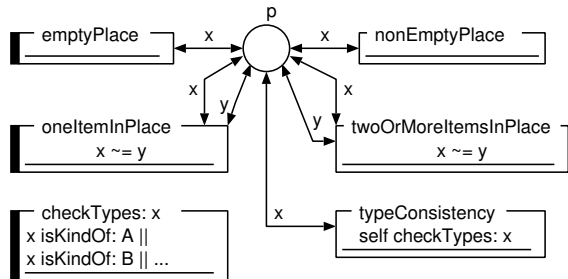 p
emptyPlace
x
x
nonEmptyPlace
x
y
y
x
oneItemInPlace
x ~= y
twoOrMoreItemsInPlace
x ~= y
checkTypes: x
x isKindOf: A ||
x isKindOf: B || ...
x
typeConsistency
self checkTypes: x